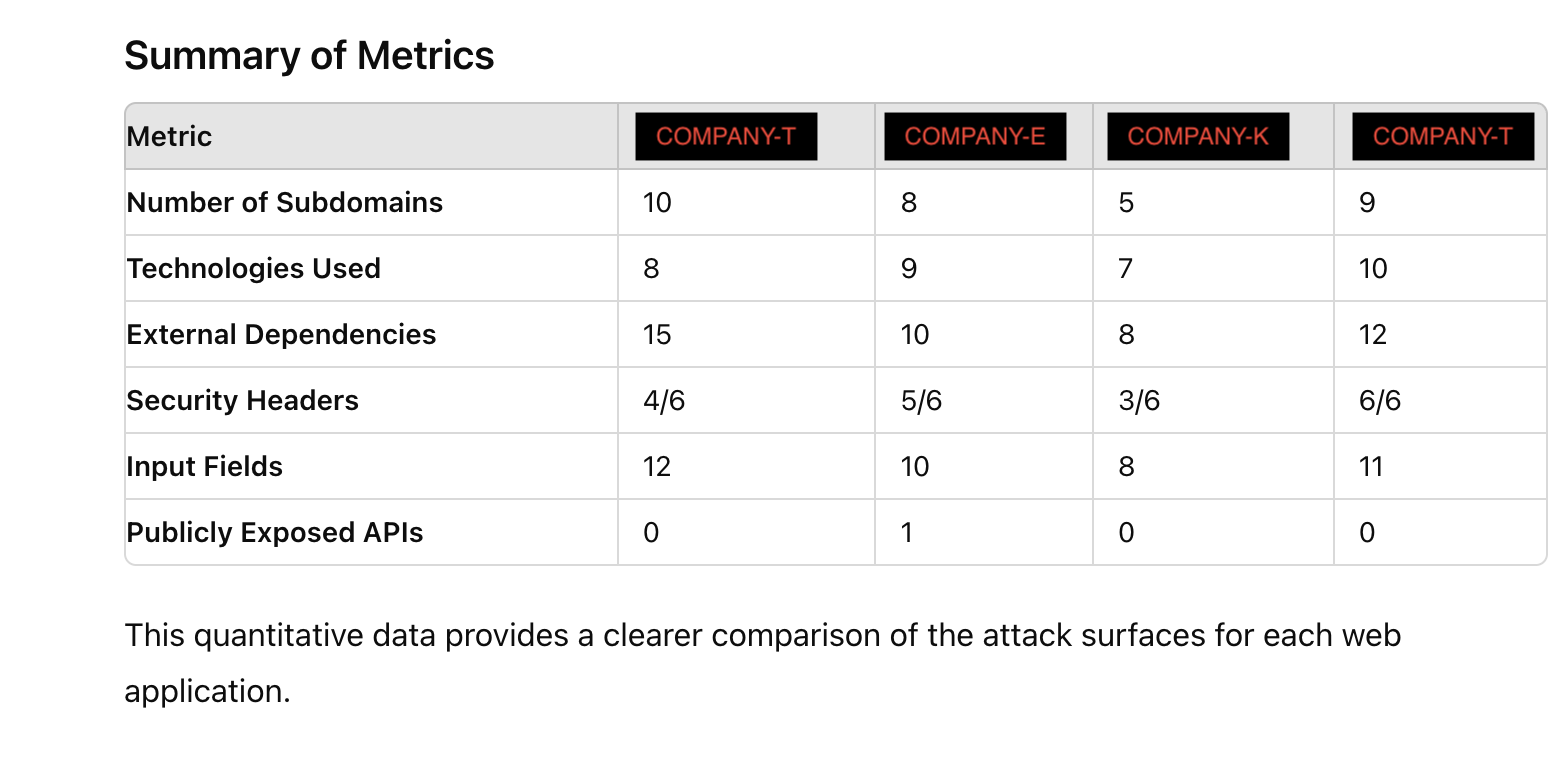 Summary of Metrics
Metric COMPANY-T COMPANY-E COMPANY-K COMPANY-T
Number of Subdomains 10 8 5 9
Technologies Used 8 9 7 10
External Dependencies 15 10 8 12
Security Headers 4/6 5/6 3/6 6/6
Input Fields 12 10 8 11
Publicly Exposed APIs 0 1 0 0
This quantitative data provides a clearer comparison of the attack surfaces for each web
application.